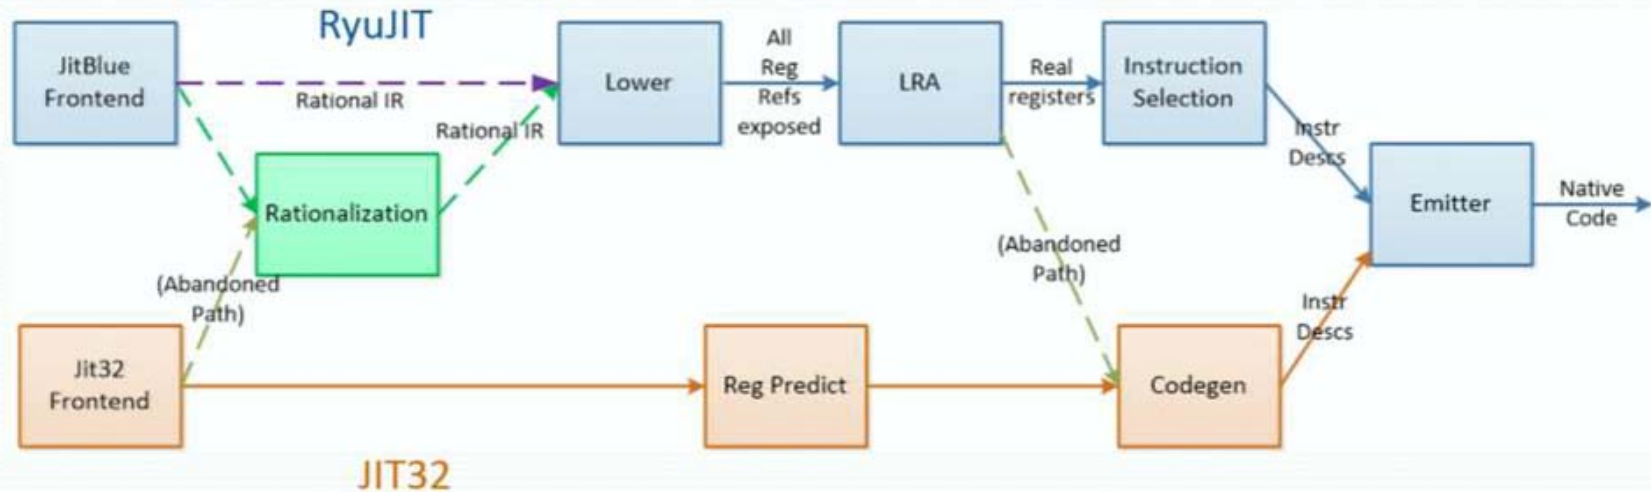 RyuJIT
JitBlue
Frontend
Rational IR
Rational IR
Rationalization
Lower
All
Reg
Refs
exposed
LRA
Real
registers
Instruction
Selection
Instr
Descs
Emitter
Native
Code
(Abandoned
Path)
(Abandoned
Path)
Jit32
Frontend
Reg Predict
Codegen
Instr
Descs
JIT32